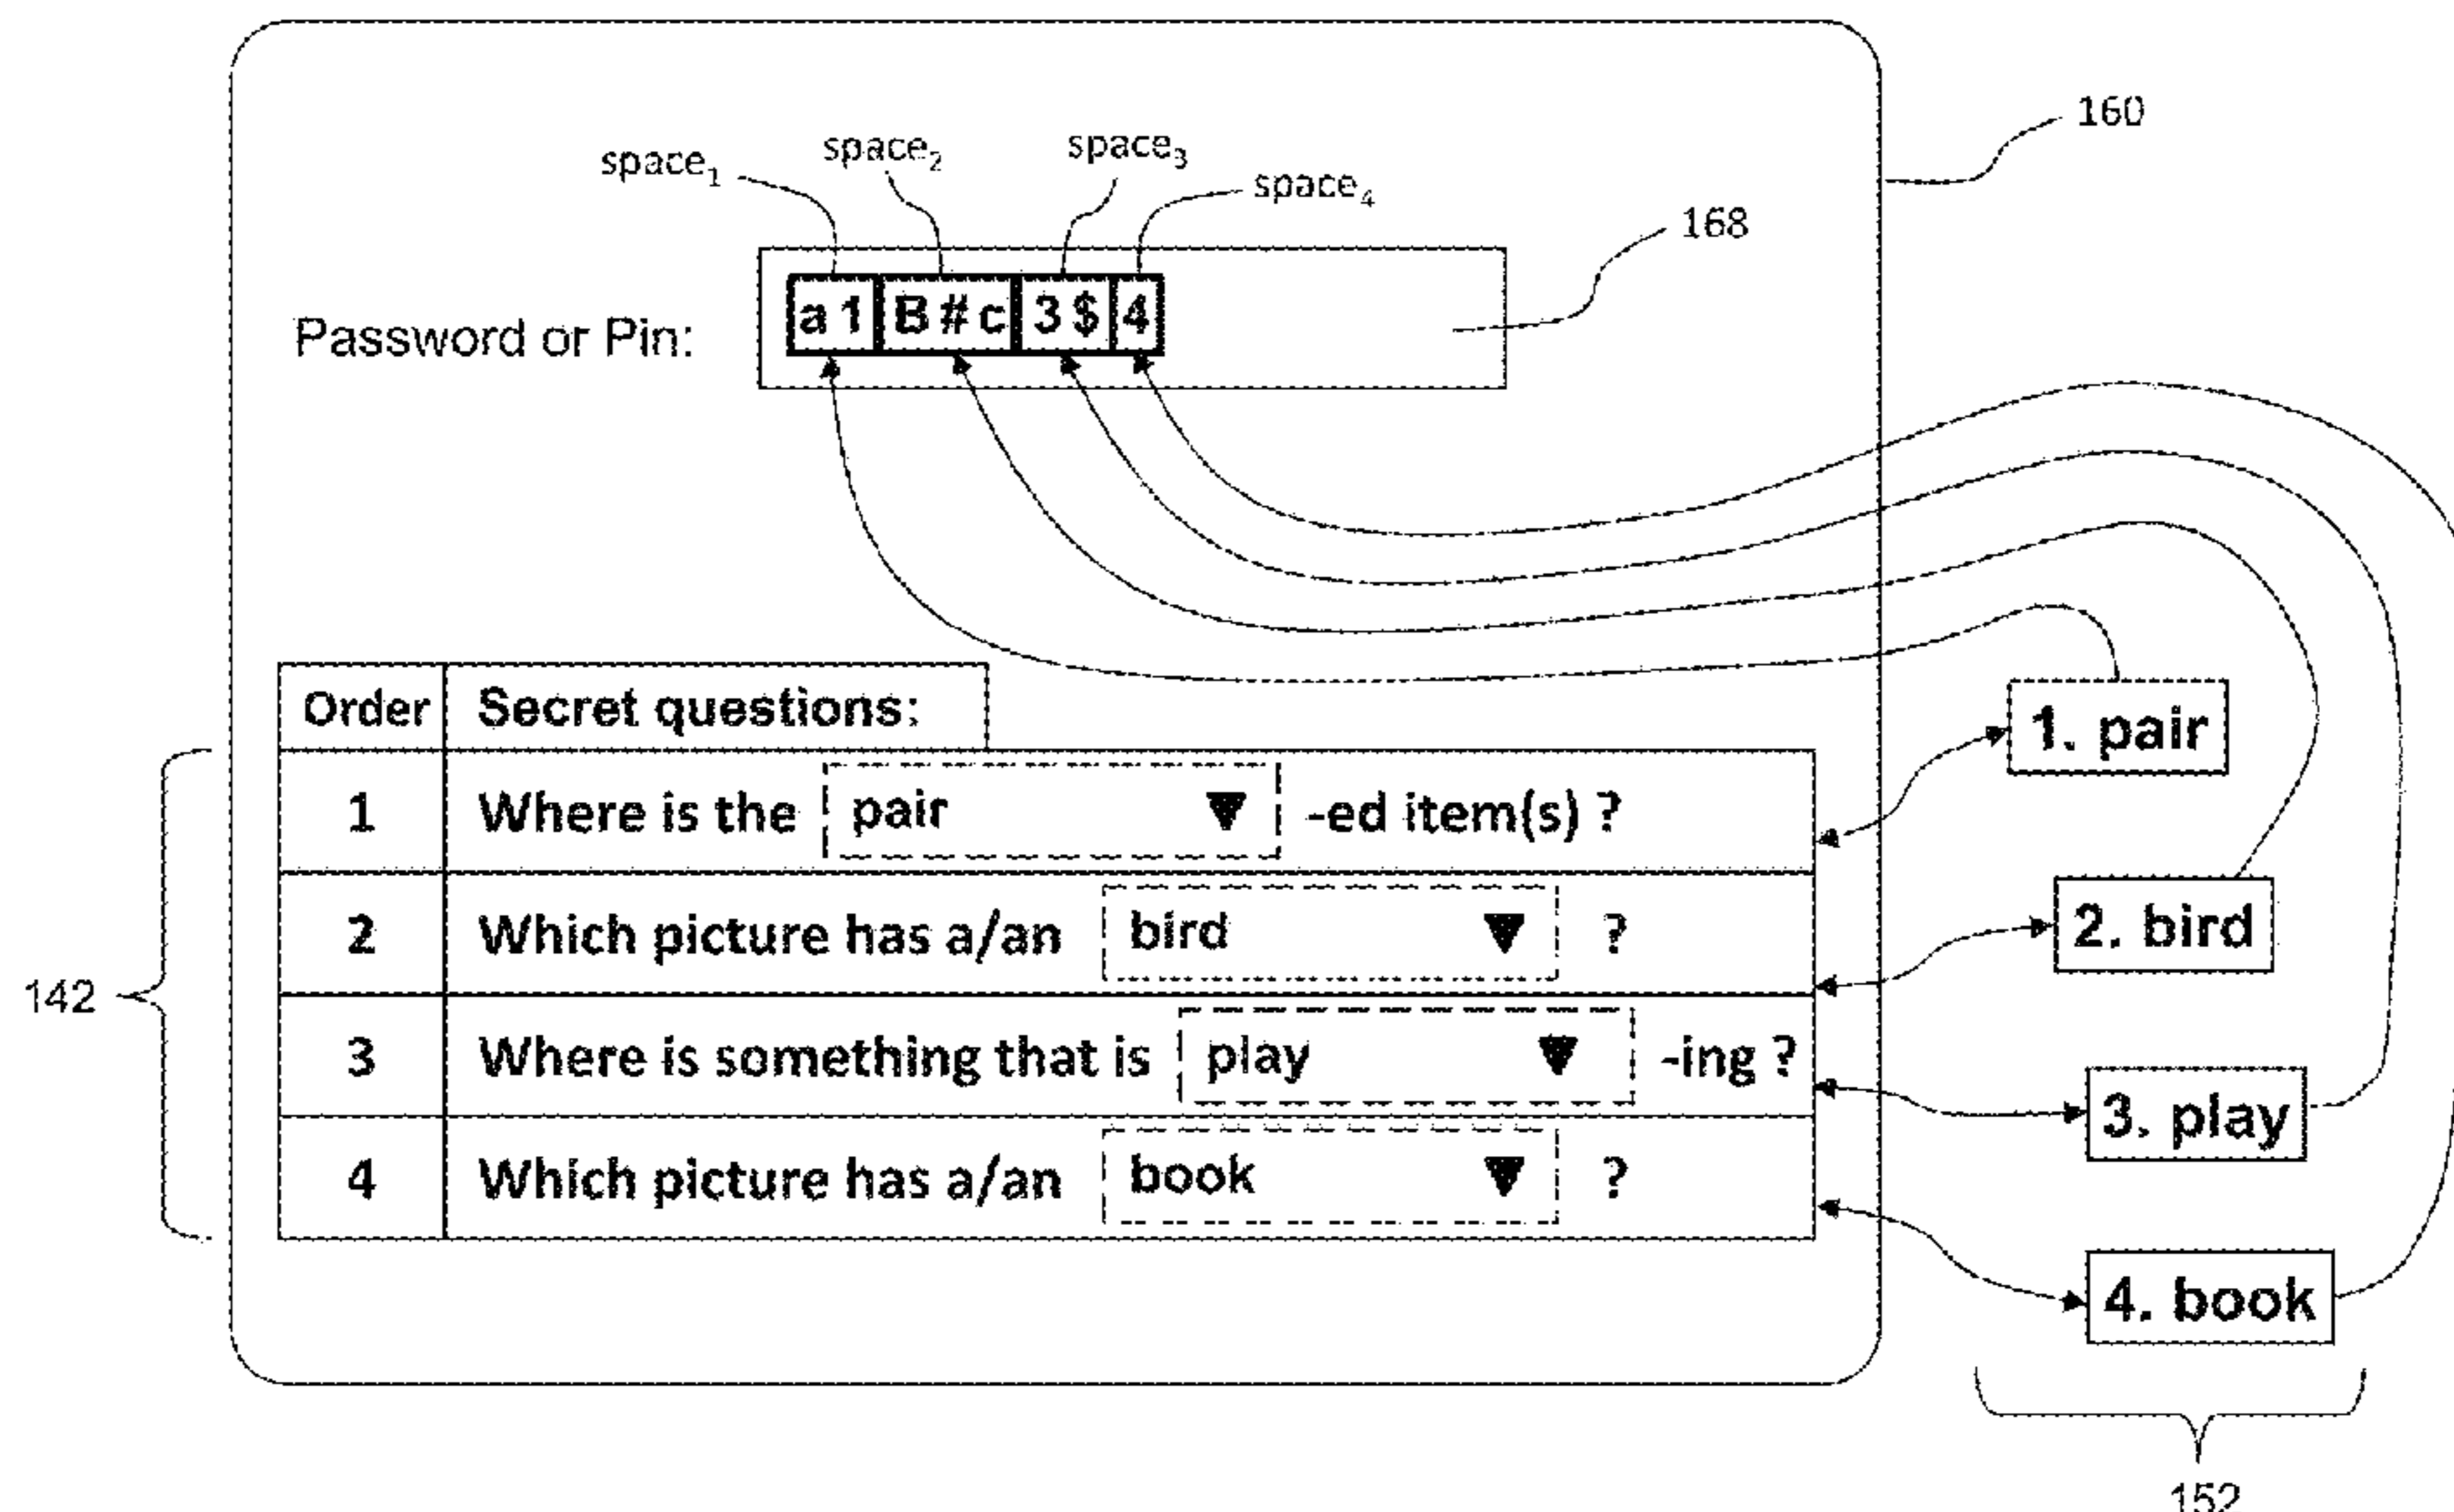 160
space₁ space₂ space₃ space₄
168
Password or Pin: a1 B#c 3$ 4
Order Secret questions:
1. pair
1 Where is the pair ▼ -ed item(s) ?
2 Which picture has a/an bird ▼ ?
2. bird
142
3 Where is something that is play ▼ -ing ?
3. play
4 Which picture has a/an book ▼ ?
4. book
152